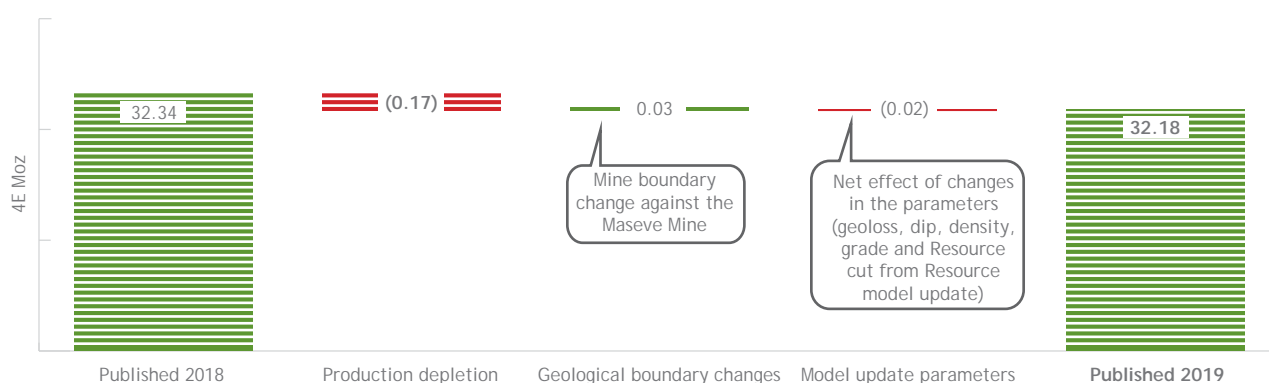 4E Moz
32.34
(0.17)
0.03
(0.02)
32.18
Mine boundary
change against the
Maseve Mine
Net effect of changes
in the parameters
(geoloss, dip, density,
grade and Resource
cut from Resource
model update)
Published 2018
Production depletion
Geological boundary changes
Model update parameters
Published 2019